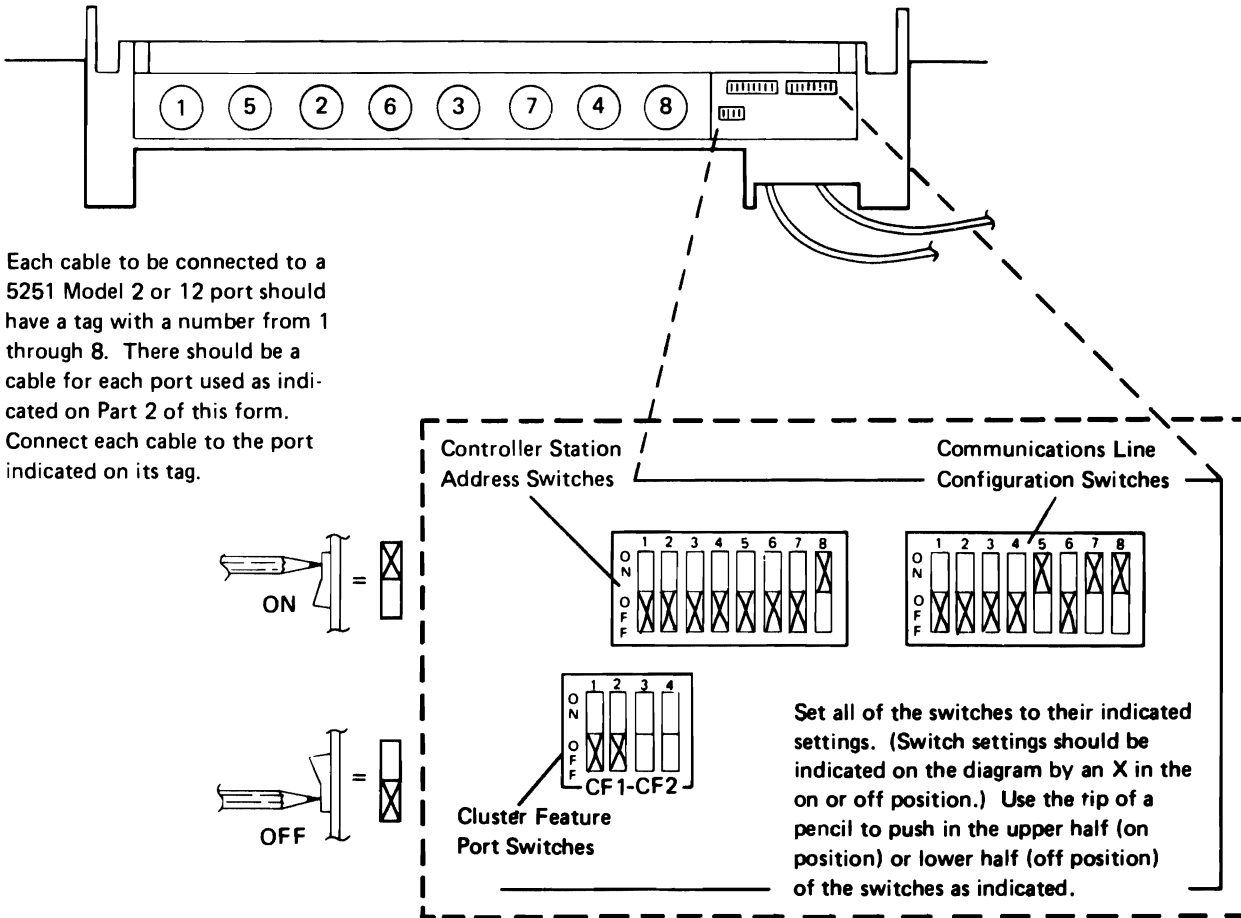 1 5 2 6 3 7 4 8
Each cable to be connected to a
5251 Model 2 or 12 port should
have a tag with a number from 1
through 8. There should be a
cable for each port used as indi-
cated on Part 2 of this form.
Connect each cable to the port
indicated on its tag.
Controller Station
Address Switches
Communications Line
Configuration Switches
1 2 3 4 5 6 7 8
ON
OFF
1 2 3 4 5 6 7 8
ON
OFF
= ON
1 2 3 4
ON
OFF
CF1-CF2
Cluster Feature
Port Switches
= OFF
Set all of the switches to their indicated
settings. (Switch settings should be
indicated on the diagram by an X in the
on or off position.) Use the tip of a
pencil to push in the upper half (on
position) or lower half (off position)
of the switches as indicated.